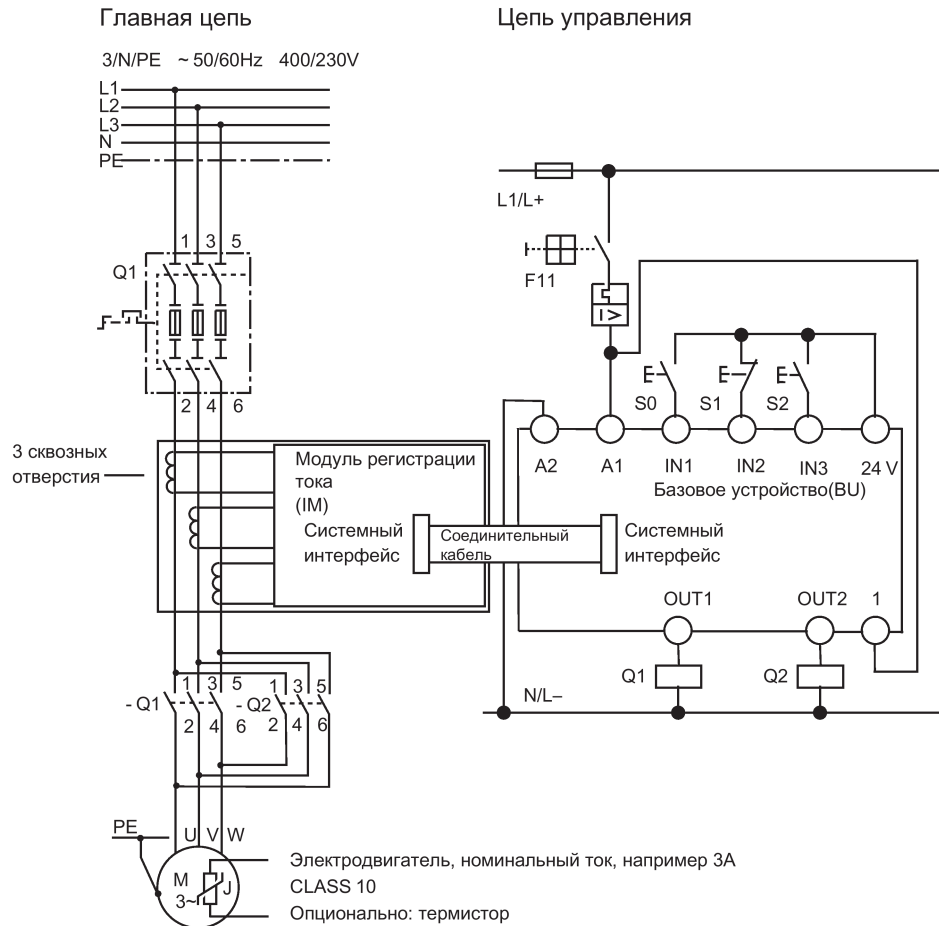 Главная цепь
3/N/PE ~ 50/60Hz 400/230V
L1
L2
L3
N
PE
1 3 5
Q1
2 4 6
3 сквозных
отверстия
Модуль регистрации
тока
(IM)
Системный
интерфейс
Соединительный
кабель
1 3 5
- Q1
2 4 6
1 3 5
- Q2
2 4 6
PE
U V W
M
3~
J
Электродвигатель, номинальный ток, например 3А
CLASS 10
Опционально: термистор
Цепь управления
L1/L+
F11
I >
S0 S1 S2
A2 A1 IN1 IN2 IN3 24 V
Базовое устройство(BU)
Системный
интерфейс
OUT1 OUT2 1
Q1 Q2
N/L–